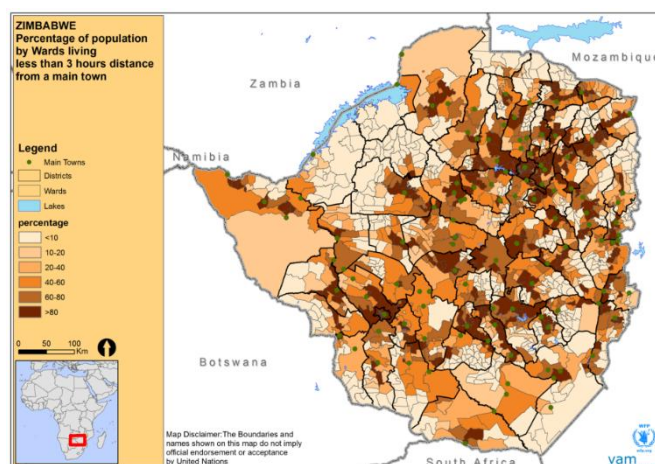 ZIMBABWE
Percentage of population
by Wards living
less than 3 hours distance
from a main town
Legend
Main Towns
Districts
Wards
Lakes
percentage
<10
10-20
20-40
40-60
60-80
>80
0 50 100
Km
Zambia
Mozambique
Namibia
Botswana
South Africa
Map Disclaimer:The Boundaries and
names shown on this map do not imply
official endorsement or acceptance
by United Nations
WFP
wfp.org
vam